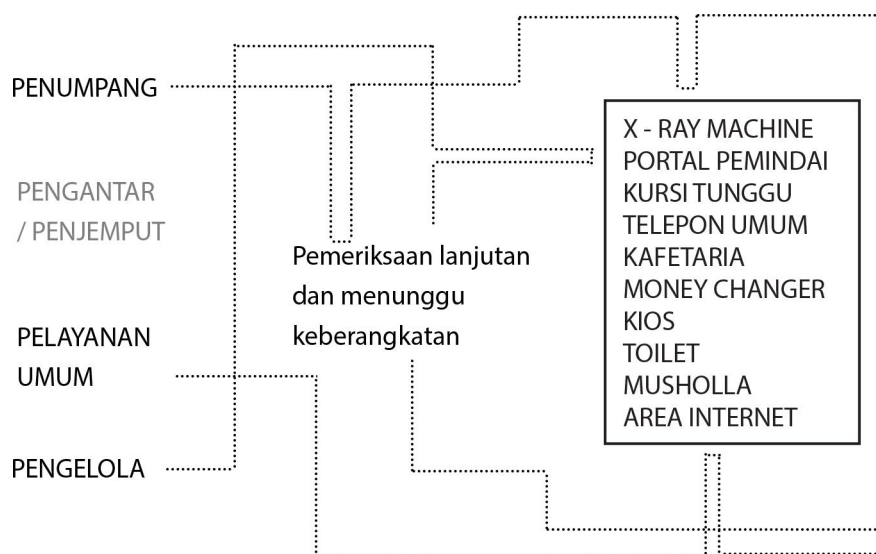 PENUMPANG
PENGANTAR
/ PENJEMPUT
PELAYANAN
UMUM
PENGELOLA
Pemeriksaan lanjutan
dan menunggu
keberangkatan
X - RAY MACHINE
PORTAL PEMINDAI
KURSI TUNGGU
TELEPON UMUM
KAFETARIA
MONEY CHANGER
KIOS
TOILET
MUSHOLLA
AREA INTERNET